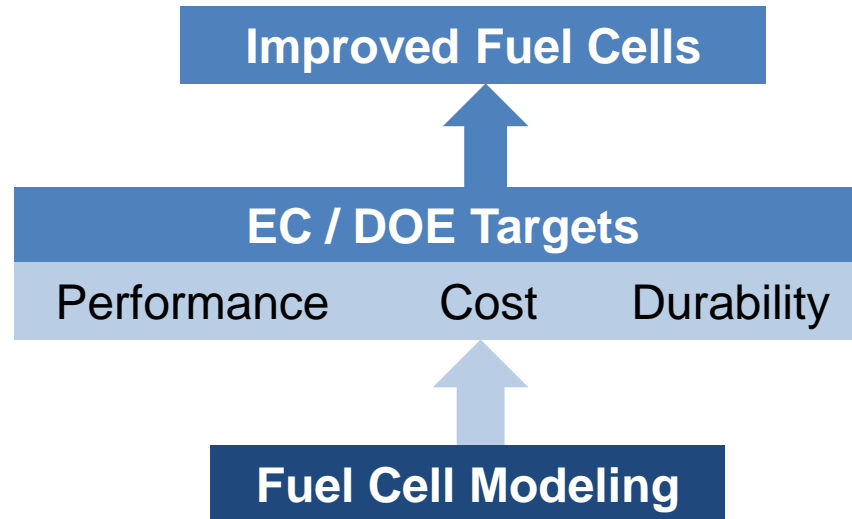 Improved Fuel Cells
EC / DOE Targets
Performance Cost Durability
Fuel Cell Modeling